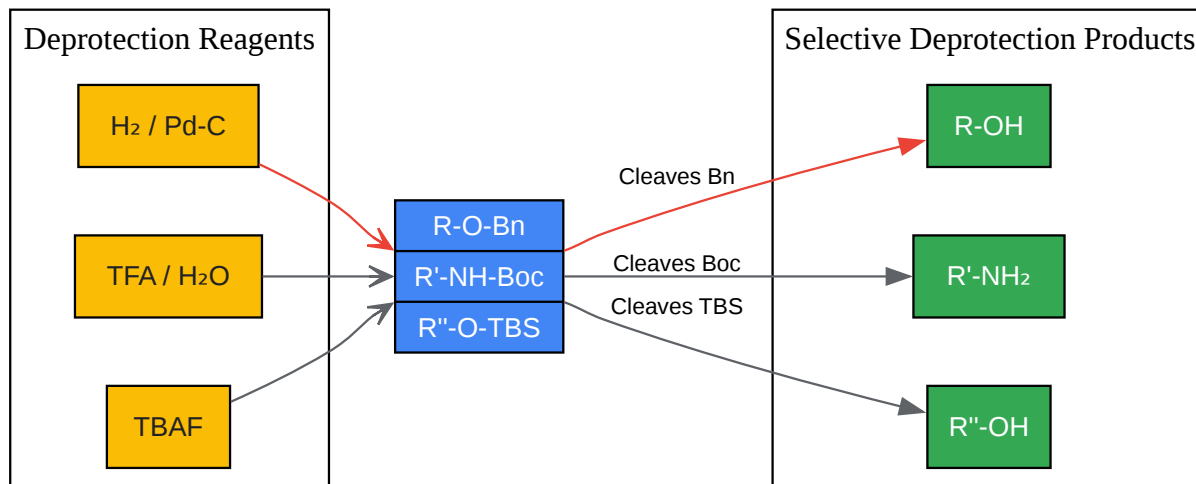 Deprotection Reagents
Selective Deprotection Products
H₂ / Pd-C
R-OH
Cleaves Bn
R-O-Bn
TFA / H₂O
R'-NH-Boc
Cleaves Boc
R'-NH₂
Cleaves TBS
R''-O-TBS
TBAF
R''-OH